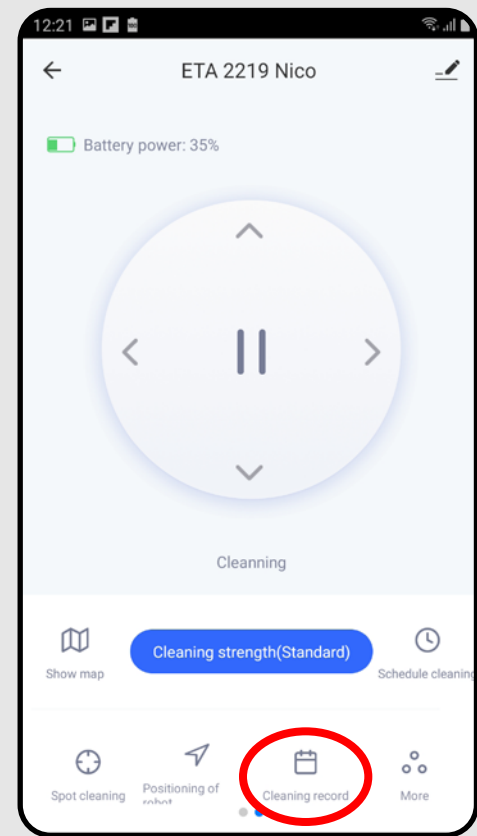 12:21
ETA 2219 Nico
Battery power: 35%
Cleanning
Show map
Cleaning strength(Standard)
Schedule cleaning
Spot cleaning
Positioning of
robot
Cleaning record
More